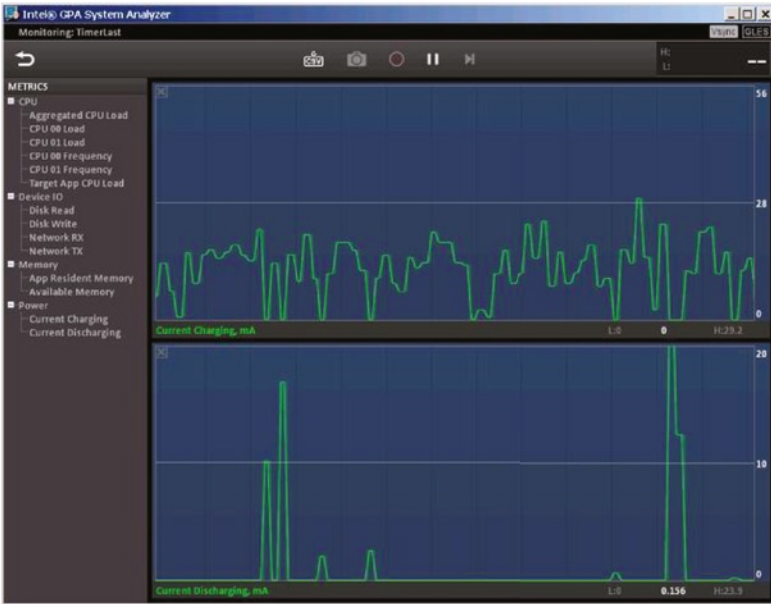 Intel® GPA System Analyzer
Monitoring: TimerLast
Vsync GLES
CSV
H:
L:
--
METRICS
CPU
Aggregated CPU Load
CPU 00 Load
CPU 01 Load
CPU 00 Frequency
CPU 01 Frequency
Target App CPU Load
Device IO
Disk Read
Disk Write
Network RX
Network TX
Memory
App Resident Memory
Available Memory
Power
Current Charging
Current Discharging
56
28
0
Current Charging, mA L:0 0 H:29.2
20
10
0
Current Discharging, mA L:0 0.156 H:23.9